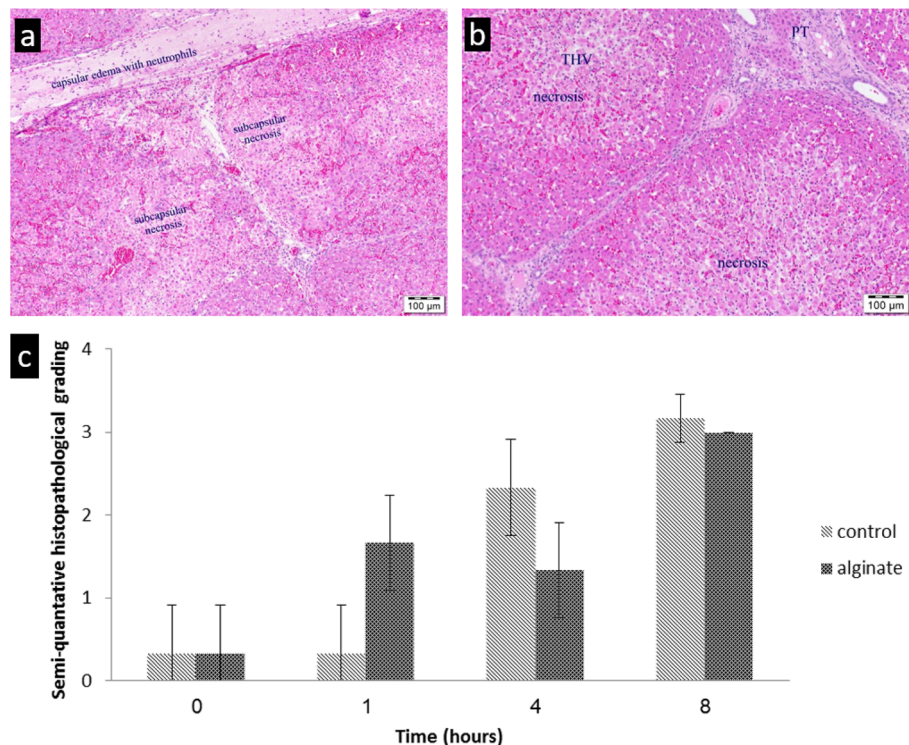 a
capsular edema with neutrophils
subcapsular
necrosis
subcapsular
necrosis
100 µm
b
PT
THV
necrosis
necrosis
100 µm
c
Semi-quantative histopathological grading
4
3
2
1
0
0 1 4 8
Time (hours)
control
alginate